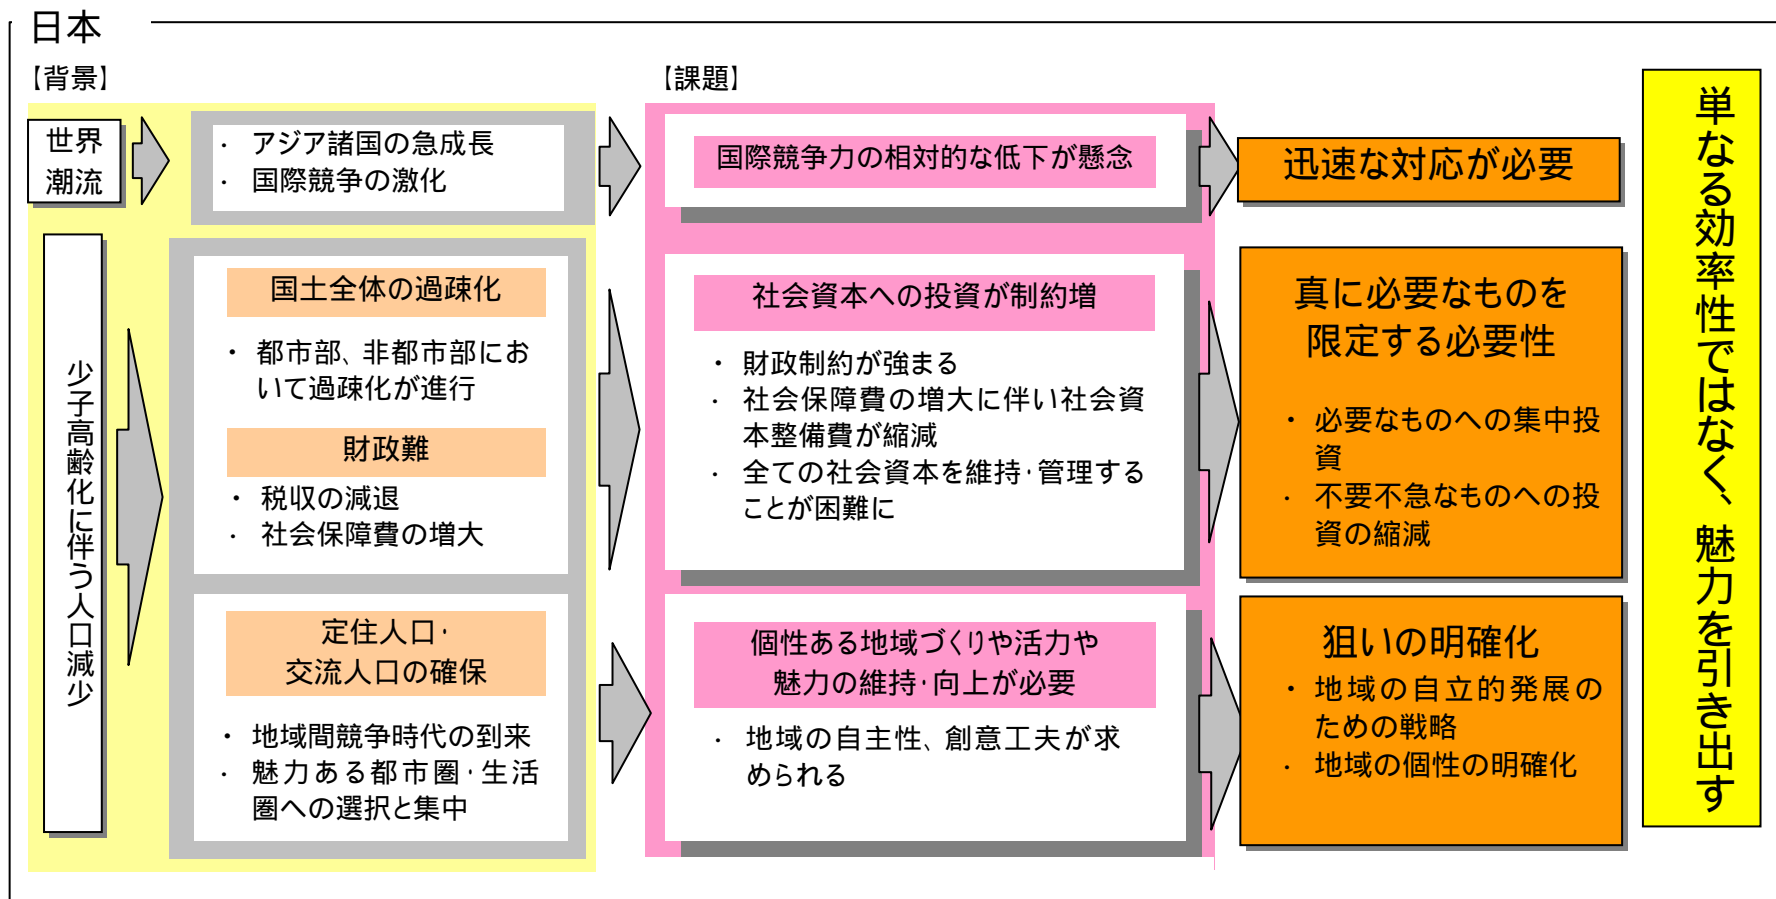 日本
【背景】
世界
潮流
・ アジア諸国の急成長
・ 国際競争の激化
少子高齢化に伴う人口減少
国土全体の過疎化
・ 都市部、非都市部にお
いて過疎化が進行
財政難
・ 税収の減退
・ 社会保障費の増大
定住人口・
交流人口の確保
・ 地域間競争時代の到来
・ 魅力ある都市圏・生活
圏への選択と集中
【課題】
国際競争力の相対的な低下が懸念
社会資本への投資が制約増
・ 財政制約が強まる
・ 社会保障費の増大に伴い社会資
本整備費が縮減
・ 全ての社会資本を維持・管理する
ことが困難に
個性ある地域づくりや活力や
魅力の維持・向上が必要
・ 地域の自主性、創意工夫が求
められる
迅速な対応が必要
真に必要なものを
限定する必要性
・ 必要なものへの集中投
資
・ 不要不急なものへの投
資の縮減
狙いの明確化
・ 地域の自立的発展の
ための戦略
・ 地域の個性の明確化
単なる効率性ではなく、魅力を引き出す